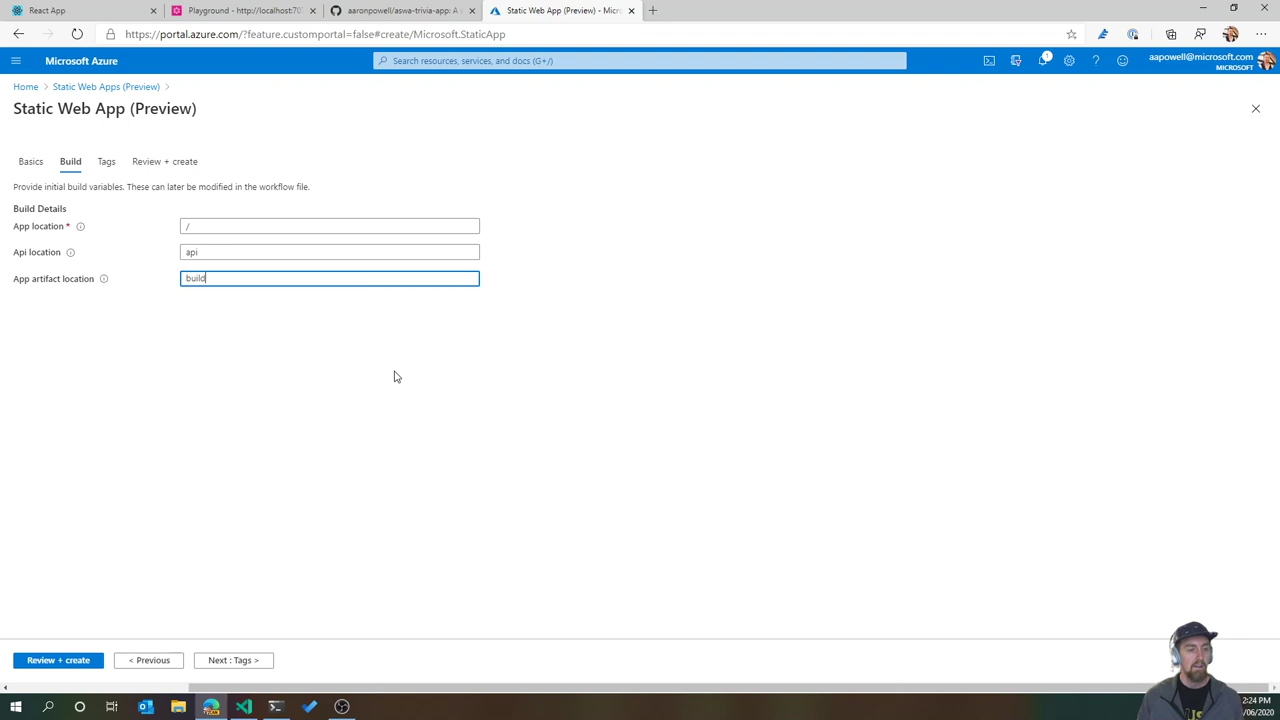 React App
Playground - http://localhost:707
aaronpowell/aswa-trivia-app: A
Static Web App (Preview) - Micr
https://portal.azure.com/?feature.customportal=false#create/Microsoft.StaticApp
Microsoft Azure
Search resources, services, and docs (G+/)
1
aapowell@microsoft.com
MICROSOFT
Home > Static Web Apps (Preview) >
Static Web App (Preview)
Basics Build Tags Review + create
Provide initial build variables. These can later be modified in the workflow file.
Build Details
App location * /
Api location api
App artifact location build
Review + create < Previous Next : Tags >
2:24 PM
/06/2020